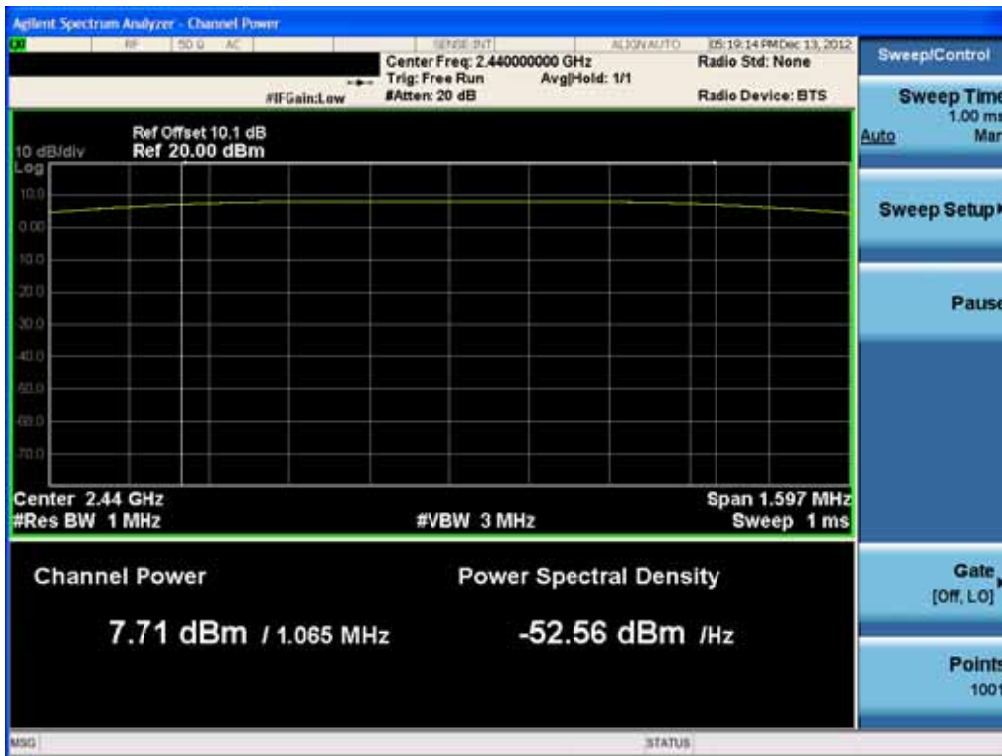 Agilent Spectrum Analyzer - Channel Power
RF 50 Ω AC SENSE:INT ALIGN AUTO 05:19:14 PM Dec 13, 2012
Center Freq: 2.440000000 GHz Radio Std: None
Trig: Free Run Avg|Hold: 1/1
#IFGain:Low #Atten: 20 dB Radio Device: BTS
Ref Offset 10.1 dB
10 dB/div Ref 20.00 dBm
Log
10.0
0.00
-10.0
-20.0
-30.0
-40.0
-50.0
-60.0
-70.0
Center 2.44 GHz Span 1.597 MHz
#Res BW 1 MHz #VBW 3 MHz Sweep 1 ms
Channel Power Power Spectral Density
7.71 dBm / 1.065 MHz -52.56 dBm /Hz
MSG STATUS
Sweep/Control
Sweep Time
1.00 ms
Auto Man
Sweep Setup
Pause
Gate
[Off, LO]
Points
1001